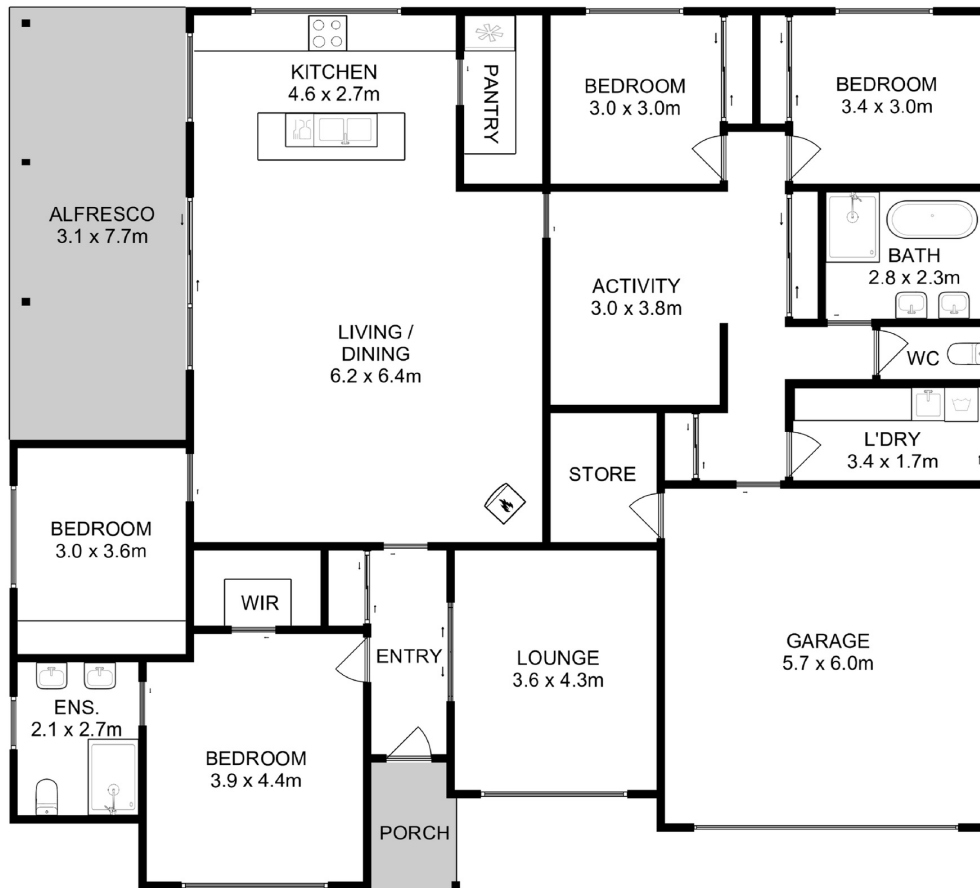 KITCHEN
4.6 x 2.7m
PANTRY
BEDROOM
3.0 x 3.0m
BEDROOM
3.4 x 3.0m
ALFRESCO
3.1 x 7.7m
ACTIVITY
3.0 x 3.8m
BATH
2.8 x 2.3m
LIVING /
DINING
6.2 x 6.4m
WC
L'DRY
3.4 x 1.7m
STORE
BEDROOM
3.0 x 3.6m
WIR
ENTRY
LOUNGE
3.6 x 4.3m
GARAGE
5.7 x 6.0m
ENS.
2.1 x 2.7m
BEDROOM
3.9 x 4.4m
PORCH